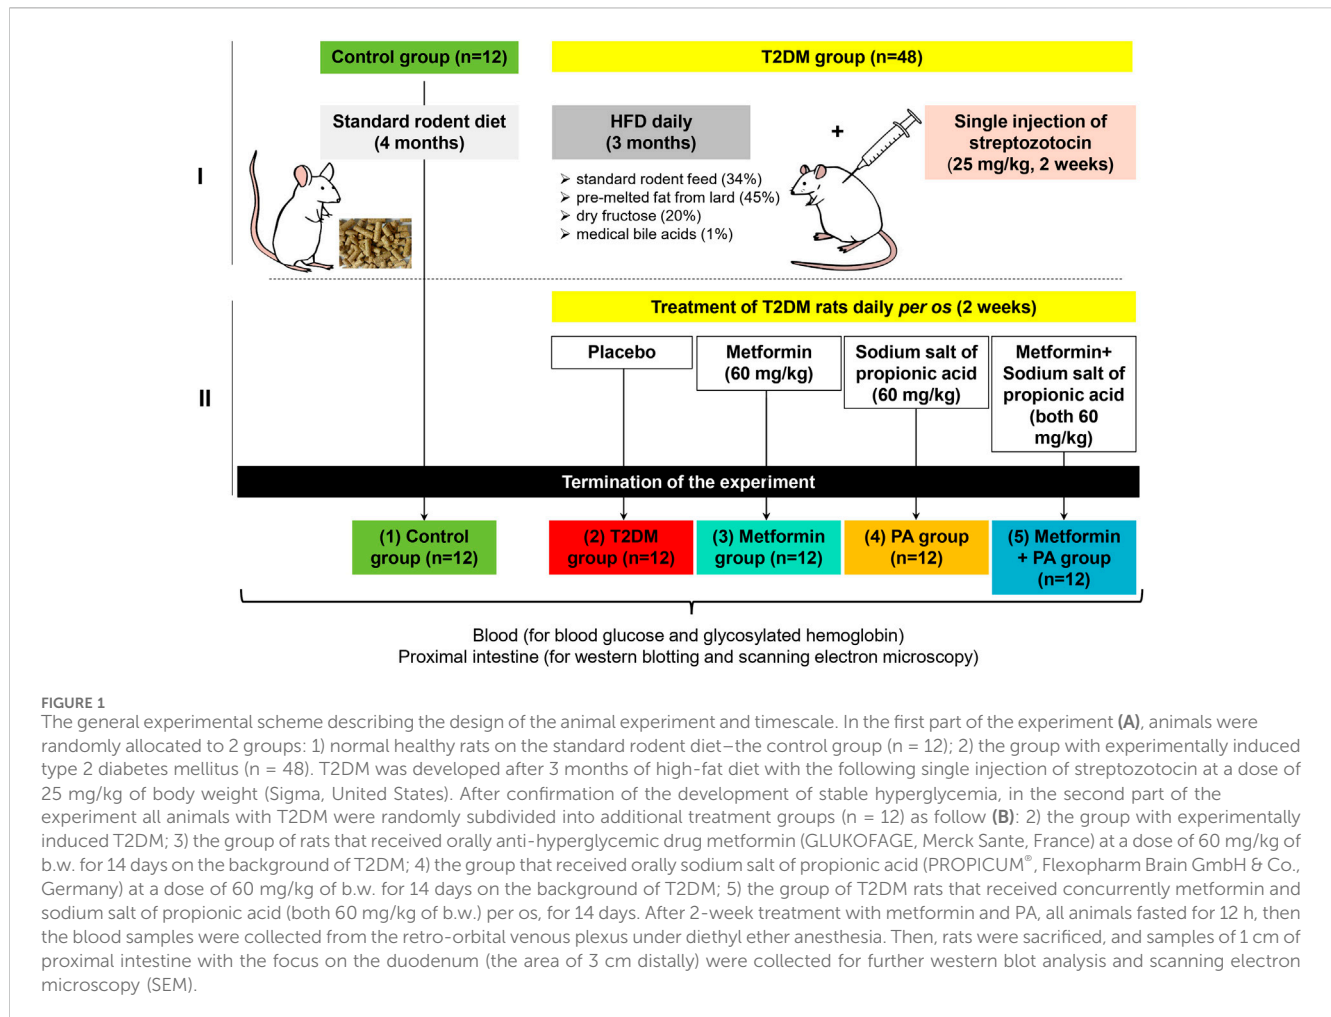 Control group (n=12)
T2DM group (n=48)
I
Standard rodent diet
(4 months)
HFD daily
(3 months)
➢ standard rodent feed (34%)
➢ pre-melted fat from lard (45%)
➢ dry fructose (20%)
➢ medical bile acids (1%)
+
Single injection of
streptozotocin
(25 mg/kg, 2 weeks)
II
Treatment of T2DM rats daily per os (2 weeks)
Placebo
Metformin
(60 mg/kg)
Sodium salt of
propionic acid
(60 mg/kg)
Metformin+
Sodium salt of
propionic acid
(both 60
mg/kg)
Termination of the experiment
(1) Control
group (n=12)
(2) T2DM
group (n=12)
(3) Metformin
group (n=12)
(4) PA group
(n=12)
(5) Metformin
+ PA group
(n=12)
Blood (for blood glucose and glycosylated hemoglobin)
Proximal intestine (for western blotting and scanning electron microscopy)
FIGURE 1
The general experimental scheme describing the design of the animal experiment and timescale. In the first part of the experiment (A), animals were
randomly allocated to 2 groups: 1) normal healthy rats on the standard rodent diet–the control group (n = 12); 2) the group with experimentally induced
type 2 diabetes mellitus (n = 48). T2DM was developed after 3 months of high-fat diet with the following single injection of streptozotocin at a dose of
25 mg/kg of body weight (Sigma, United States). After confirmation of the development of stable hyperglycemia, in the second part of the
experiment all animals with T2DM were randomly subdivided into additional treatment groups (n = 12) as follow (B): 2) the group with experimentally
induced T2DM; 3) the group of rats that received orally anti-hyperglycemic drug metformin (GLUKOFAGE, Merck Sante, France) at a dose of 60 mg/kg of
b.w. for 14 days on the background of T2DM; 4) the group that received orally sodium salt of propionic acid (PROPICUM®, Flexopharm Brain GmbH & Co.,
Germany) at a dose of 60 mg/kg of b.w. for 14 days on the background of T2DM; 5) the group of T2DM rats that received concurrently metformin and
sodium salt of propionic acid (both 60 mg/kg of b.w.) per os, for 14 days. After 2-week treatment with metformin and PA, all animals fasted for 12 h, then
the blood samples were collected from the retro-orbital venous plexus under diethyl ether anesthesia. Then, rats were sacrificed, and samples of 1 cm of
proximal intestine with the focus on the duodenum (the area of 3 cm distally) were collected for further western blot analysis and scanning electron
microscopy (SEM).